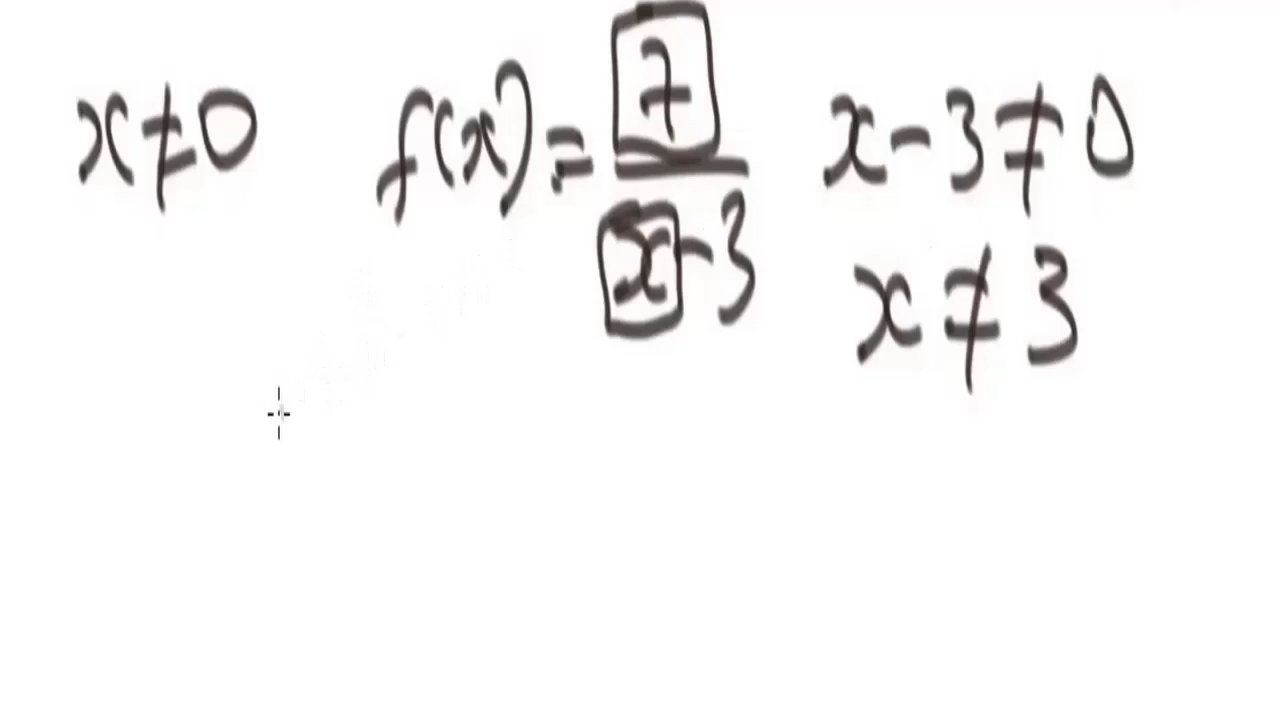 x≠0 f(x) = 7/(x-3) x-3≠0
x≠3